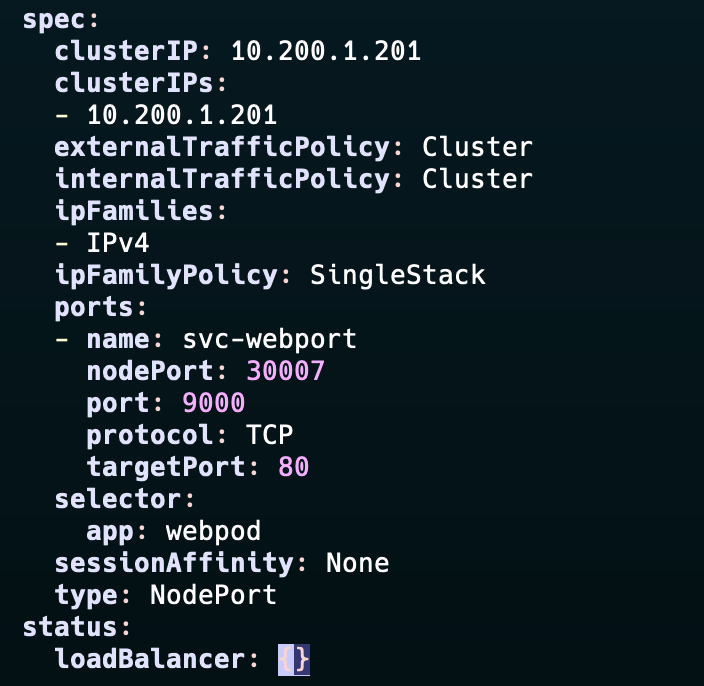 spec:
  clusterIP: 10.200.1.201
  clusterIPs:
  - 10.200.1.201
  externalTrafficPolicy: Cluster
  internalTrafficPolicy: Cluster
  ipFamilies:
  - IPv4
  ipFamilyPolicy: SingleStack
  ports:
  - name: svc-webport
    nodePort: 30007
    port: 9000
    protocol: TCP
    targetPort: 80
  selector:
    app: webpod
  sessionAffinity: None
  type: NodePort
status:
  loadBalancer: {}